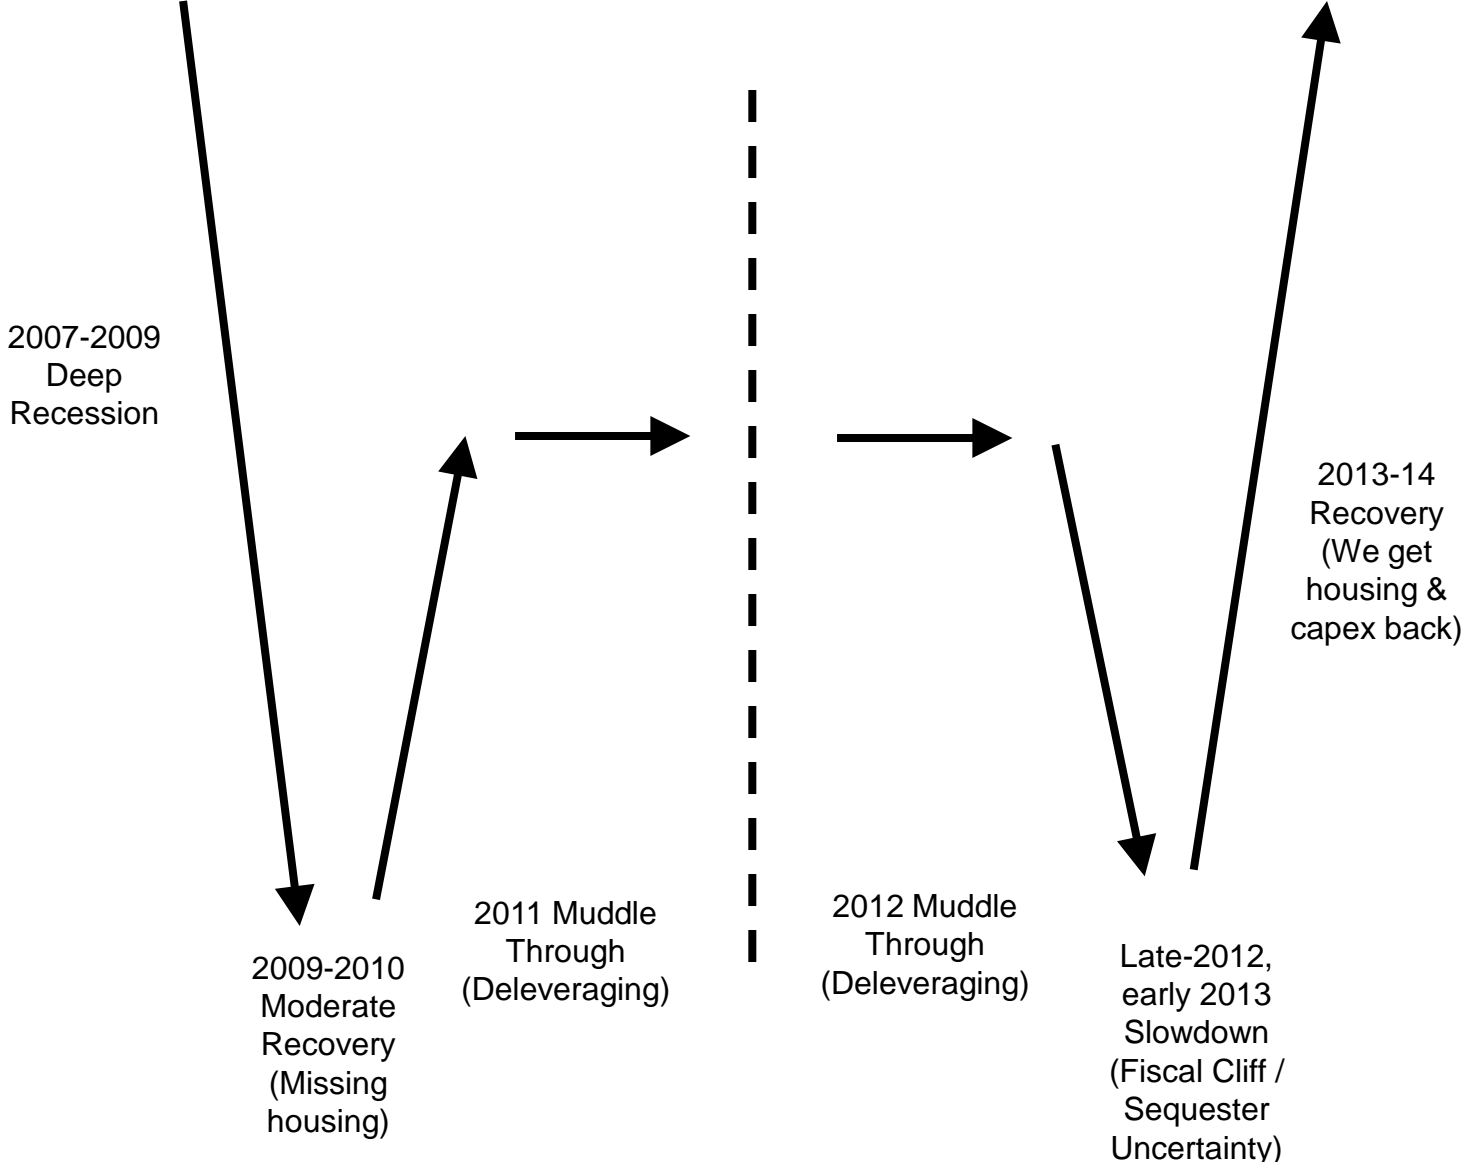 2007-2009
Deep
Recession
2009-2010
Moderate
Recovery
(Missing
housing)
2011 Muddle
Through
(Deleveraging)
2012 Muddle
Through
(Deleveraging)
Late-2012,
early 2013
Slowdown
(Fiscal Cliff /
Sequester
Uncertainty)
2013-14
Recovery
(We get
housing &
capex back)